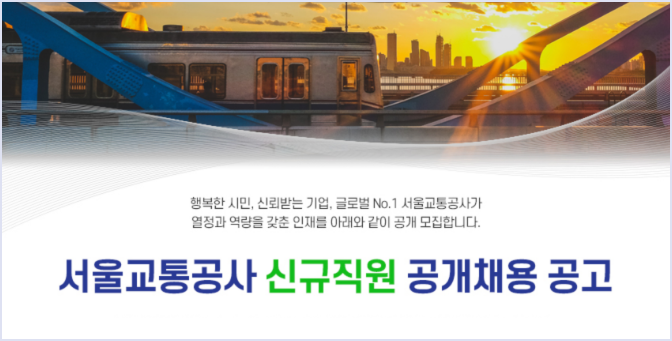 행복한 시민, 신뢰받는 기업, 글로벌 No.1 서울교통공사가
열정과 역량을 갖춘 인재를 아래와 같이 공개 모집합니다.
서울교통공사 신규직원 공개채용 공고